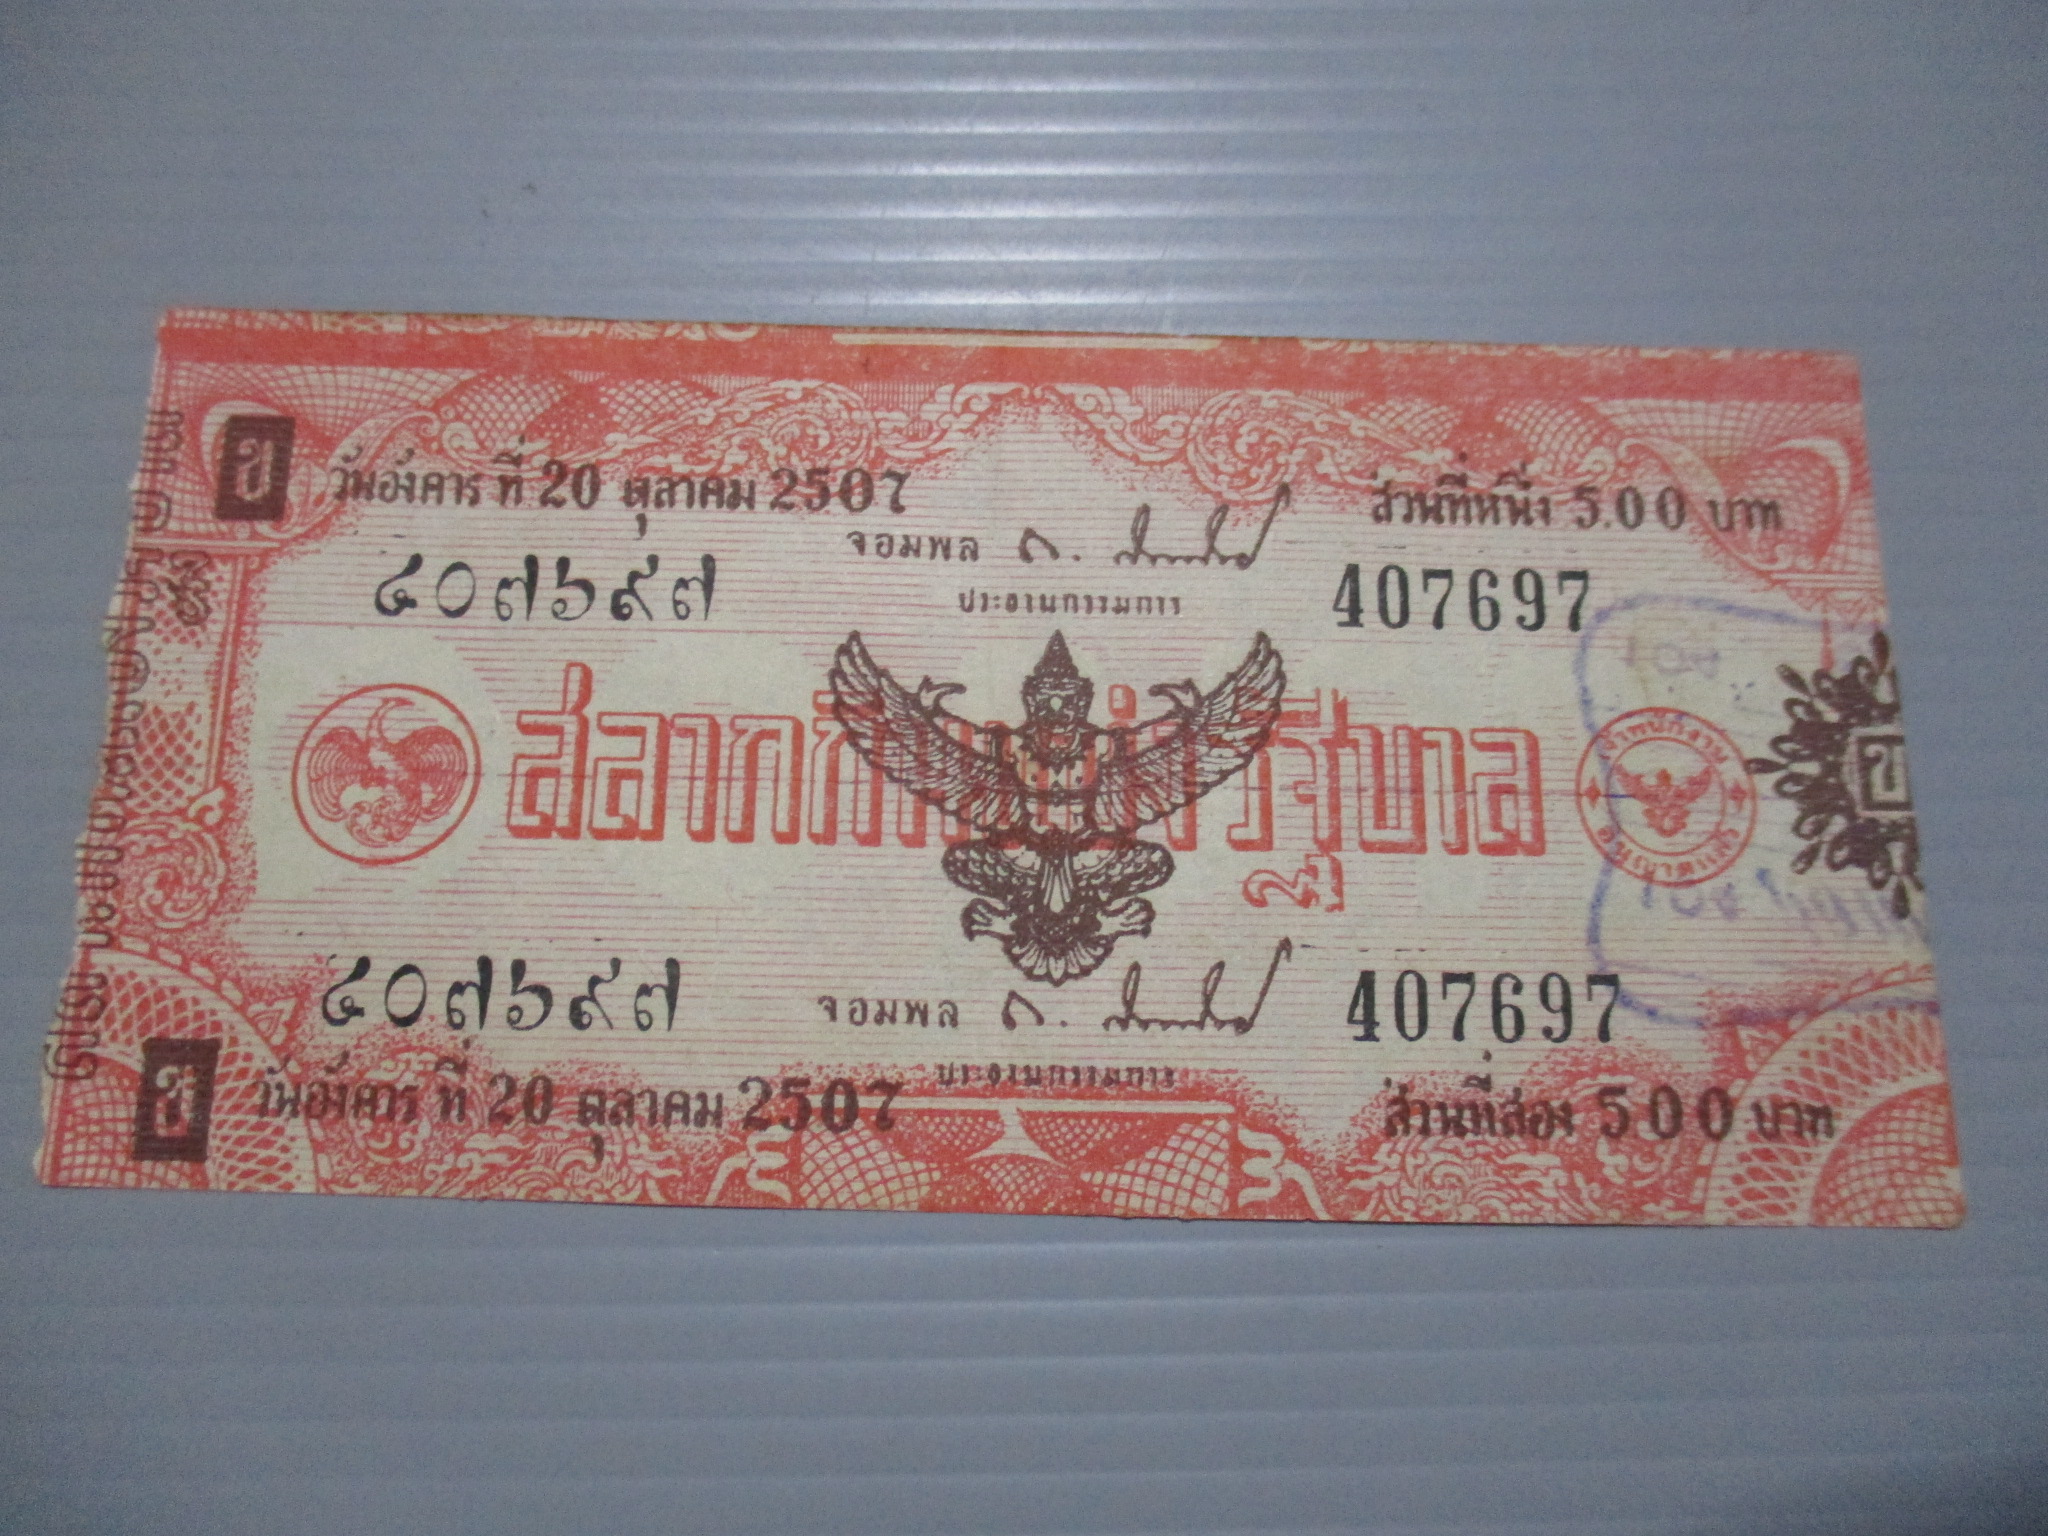 ข
วันอังคาร ที่ 20 ตุลาคม 2507
ส่วนที่หนึ่ง 5.00 บาท
จอมพล ถ.
ประธานกรรมการ
๔๐๗๖๙๗
407697
สลากกินแบ่งรัฐบาล
ข
๔๐๗๖๙๗
จอมพล ถ.
ประธานกรรมการ
407697
ข
วันอังคาร ที่ 20 ตุลาคม 2507
ส่วนที่สอง 500 บาท